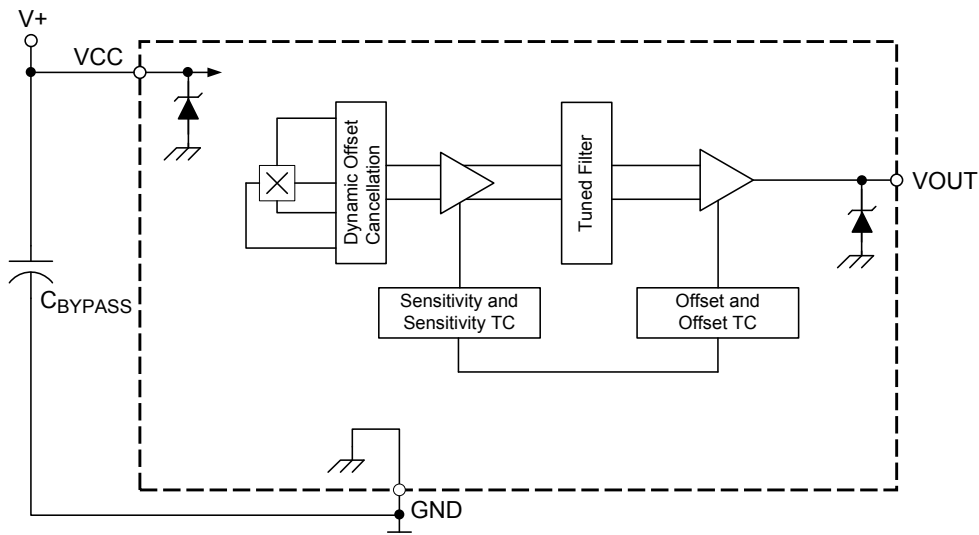 V+
VCC
Dynamic Offset
Cancellation
Tuned Filter
VOUT
CBYPASS
Sensitivity and
Sensitivity TC
Offset and
Offset TC
GND